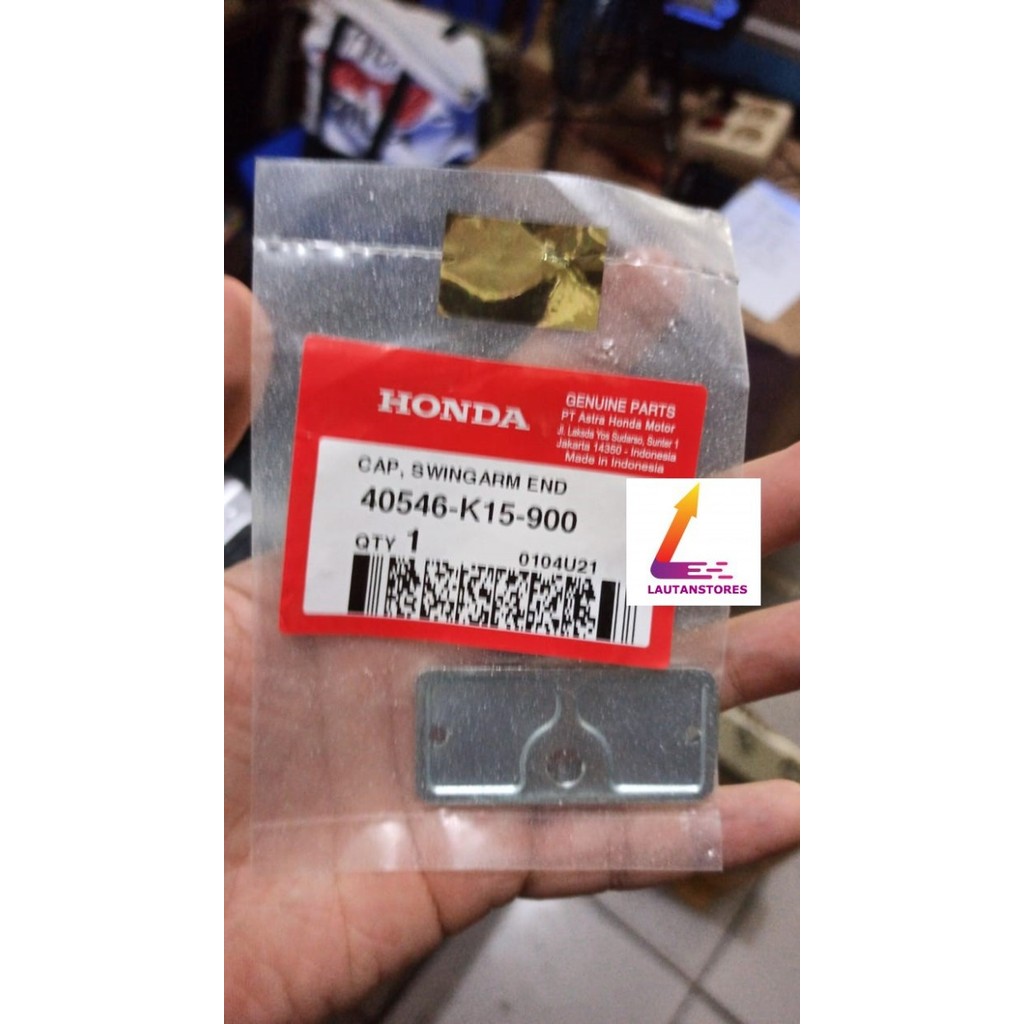 HONDA
GENUINE PARTS
PT Astra Honda Motor
Jl. Laksda Yos Sudarso, Sunter 1
Jakarta 14350 - Indonesia
Made in Indonesia
CAP, SWINGARM END
40546-K15-900
QTY 1
0104U21
LAUTANSTORES